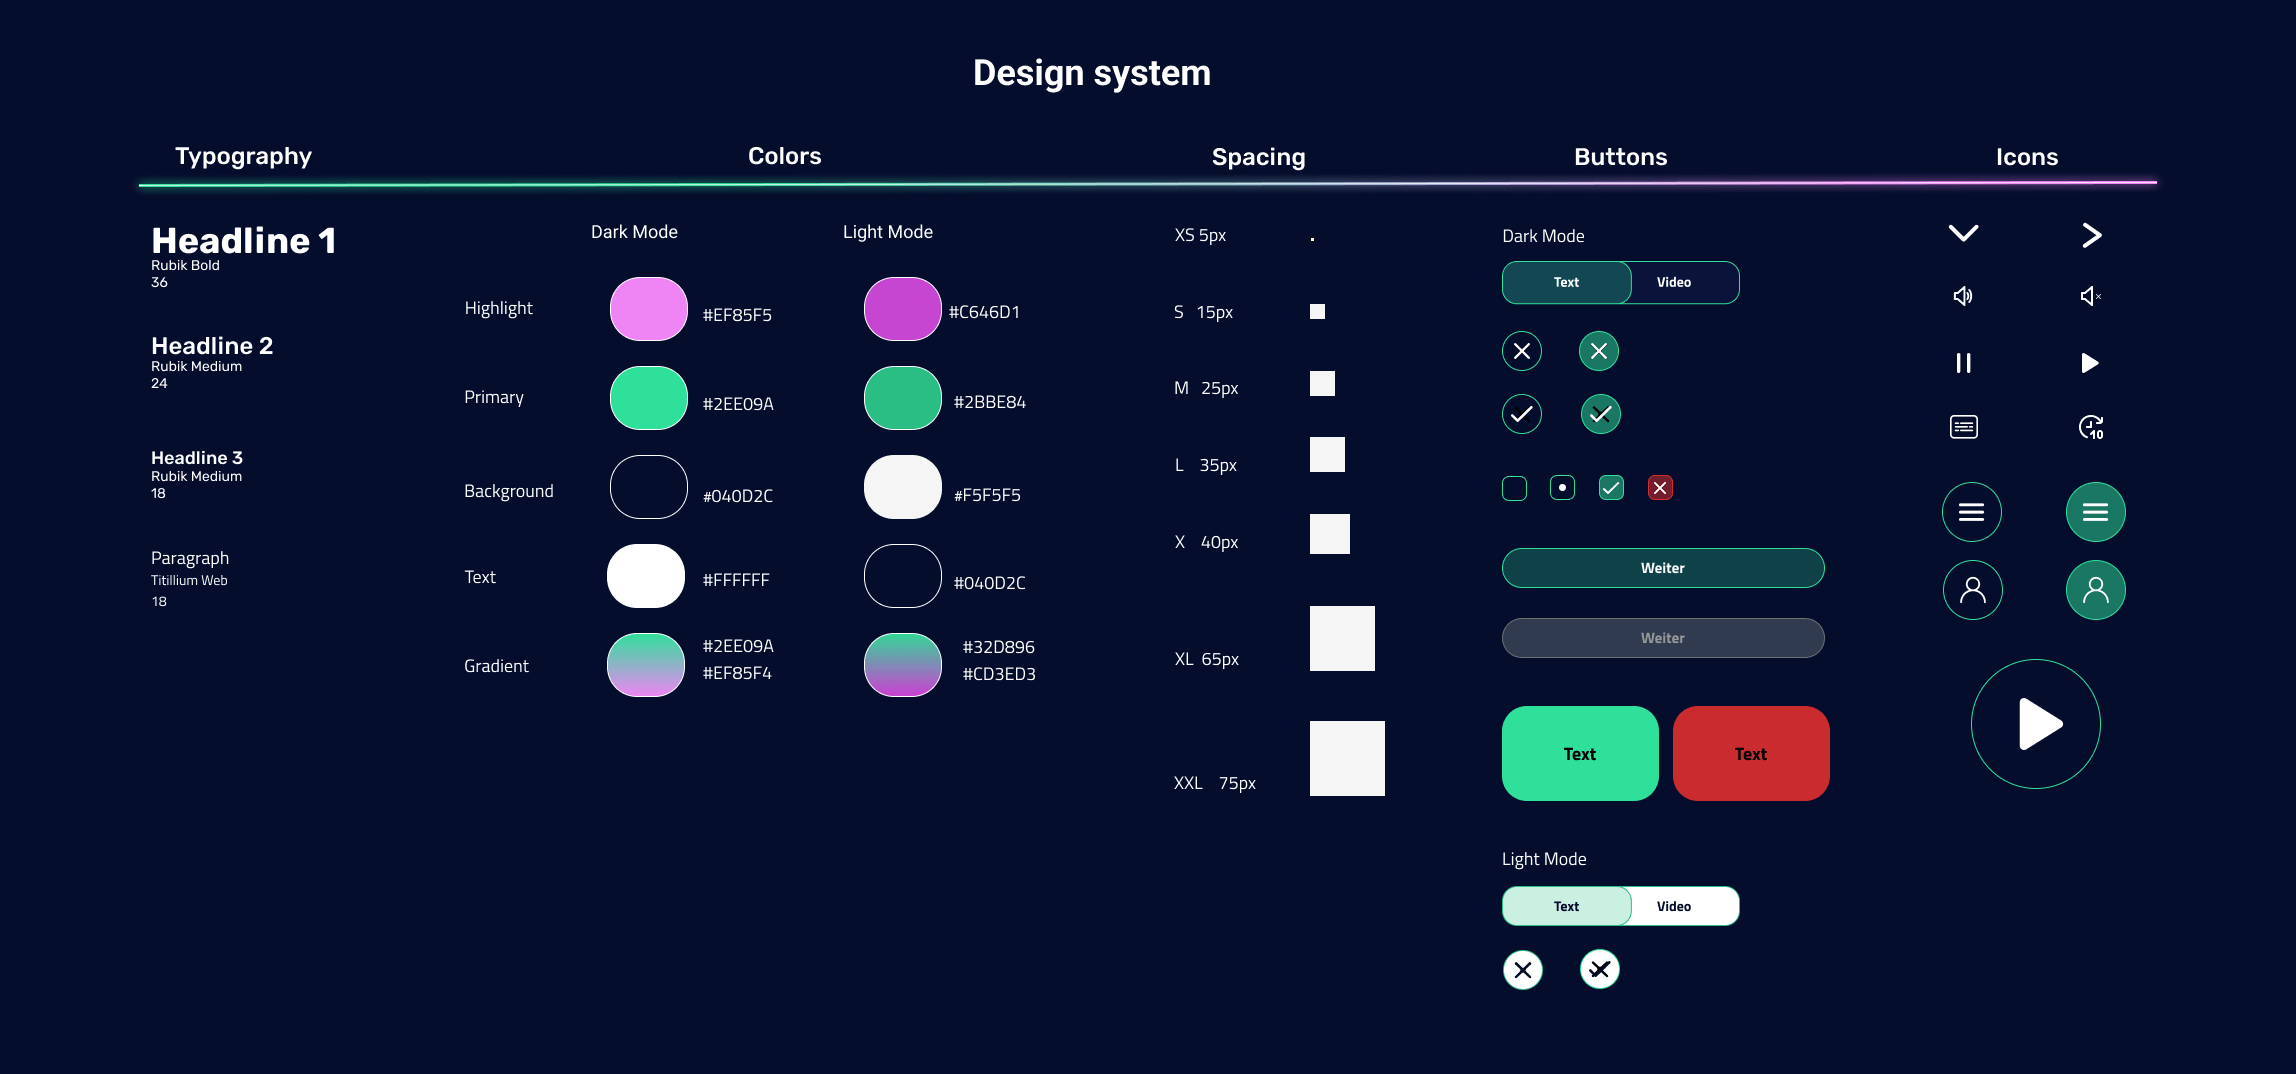 Design system
Typography
Colors
Spacing
Buttons
Icons
Headline 1
Rubik Bold
36
Headline 2
Rubik Medium
24
Headline 3
Rubik Medium
18
Paragraph
Titillium Web
18
Dark Mode
Light Mode
Highlight
#EF85F5
#C646D1
Primary
#2EE09A
#2BBE84
Background
#040D2C
#F5F5F5
Text
#FFFFFF
#040D2C
Gradient
#2EE09A
#EF85F4
#32D896
#CD3ED3
XS 5px
S 15px
M 25px
L 35px
X 40px
XL 65px
XXL 75px
Dark Mode
Text
Video
Weiter
Weiter
Text
Text
Light Mode
Text
Video
10